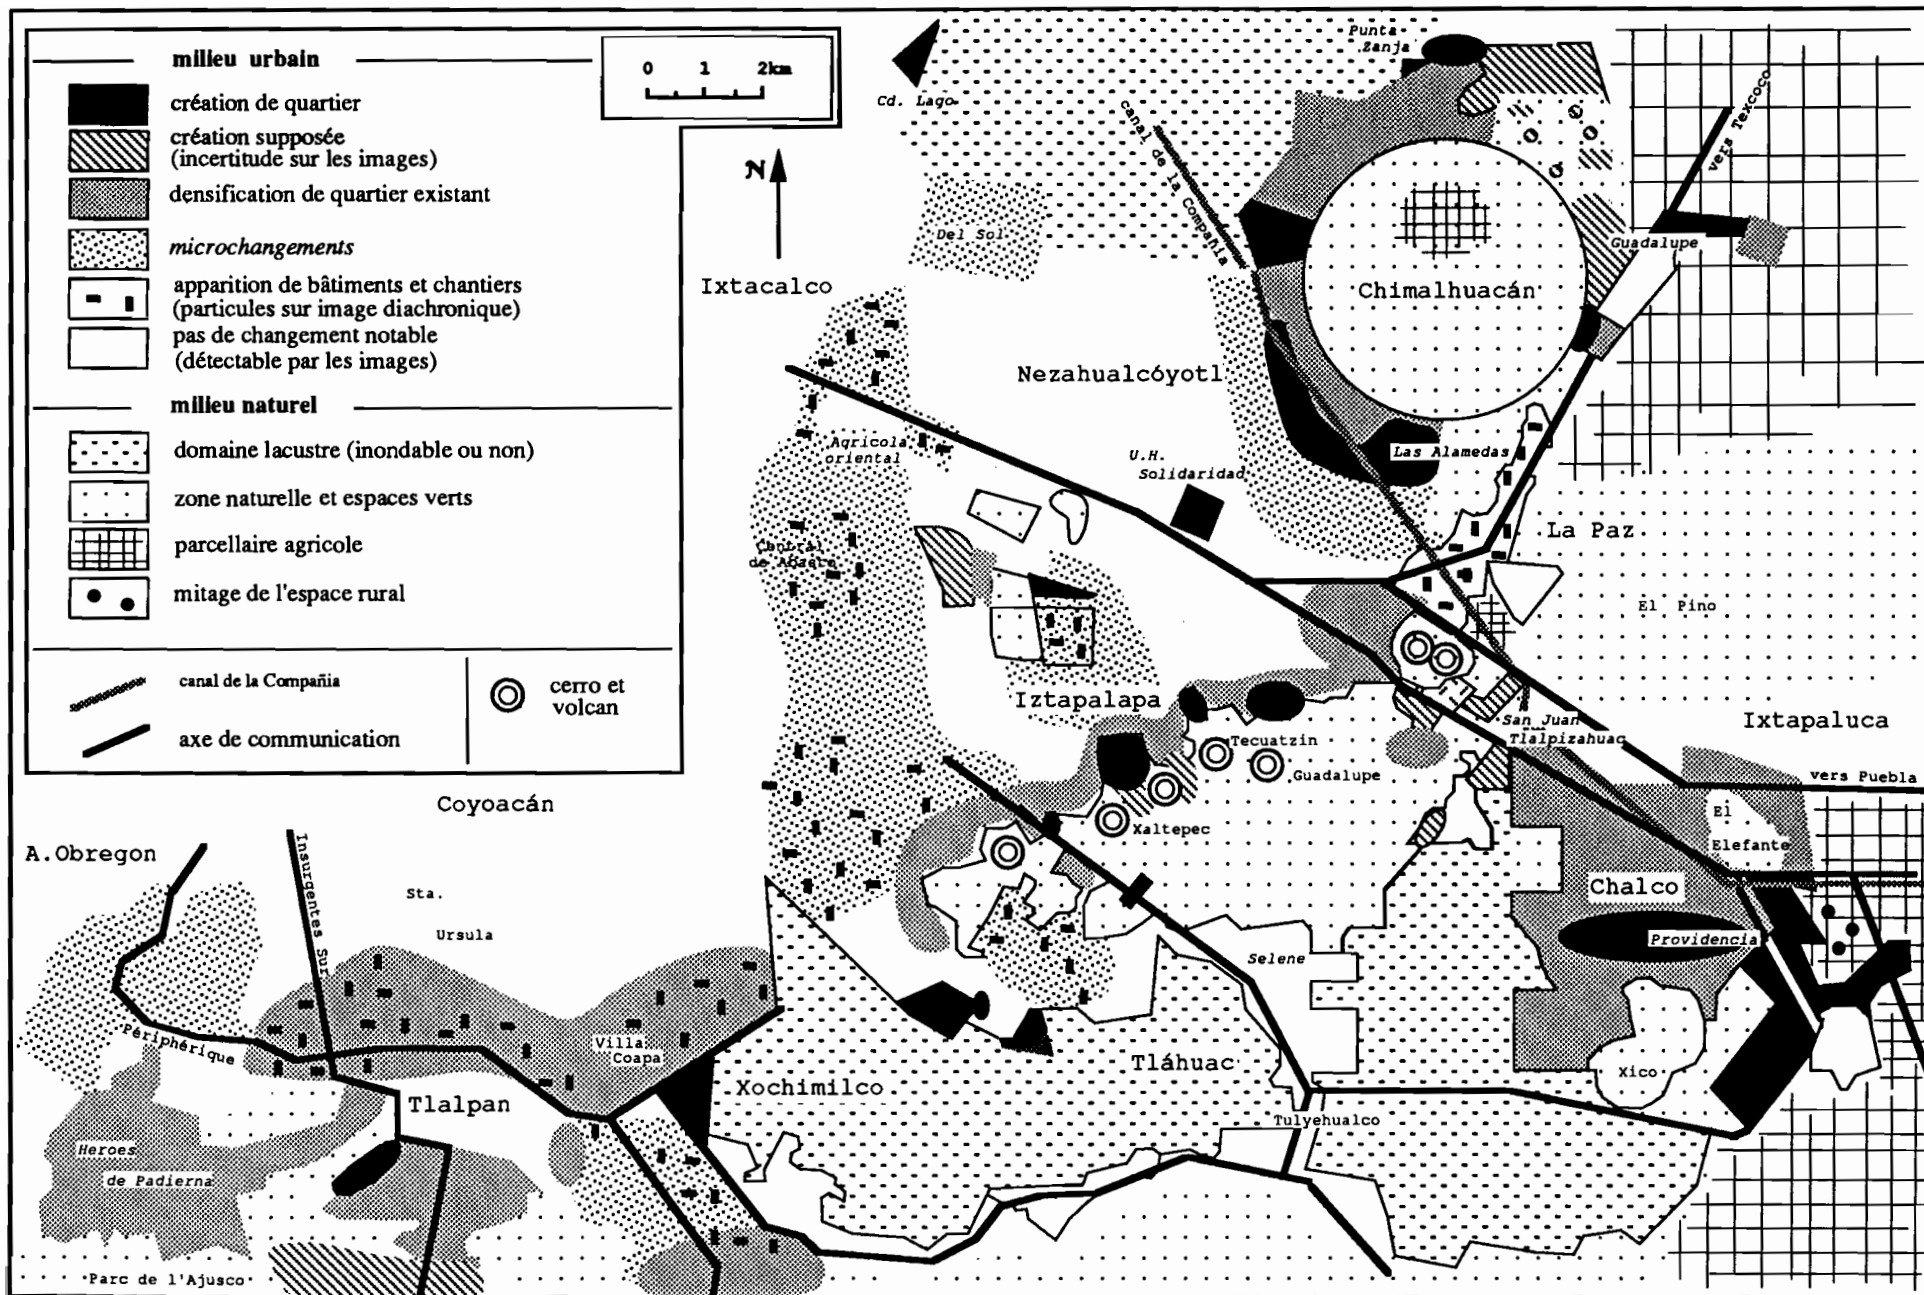 milieu urbain
création de quartier
création supposée
(incertitude sur les images)
densification de quartier existant
microchangements
apparition de bâtiments et chantiers
(particules sur image diachronique)
pas de changement notable
(détectable par les images)
milieu naturel
domaine lacustre (inondable ou non)
zone naturelle et espaces verts
parcellaire agricole
mitage de l'espace rural
canal de la Compañia
axe de communication
cerro et
volcan
0 1 2km
N
Cd. Lago
Punta
Zanja
canal de la Compañia
vers Texcoco
Del Sol
Guadalupe
Ixtacalco
Chimalhuacán
Nezahualcóyotl
Agricola
oriental
U.H.
Solidaridad
Las Alamedas
La Paz
Central
de Abasto
El Pino
Iztapalapa
Tecuatzin
Guadalupe
San Juan
Tlalpizahuac
Ixtapaluca
vers Puebla
Coyoacán
Xaltepec
El
Elefante
A.Obregon
Insurgentes Sur
Sta.
Ursula
Chalco
Providencia
Selene
Périphérique
Villa
Coapa
Tláhuac
Xico
Xochimilco
Tlalpan
Tulyehualco
Heroes
de Padierna
Parc de l'Ajusco